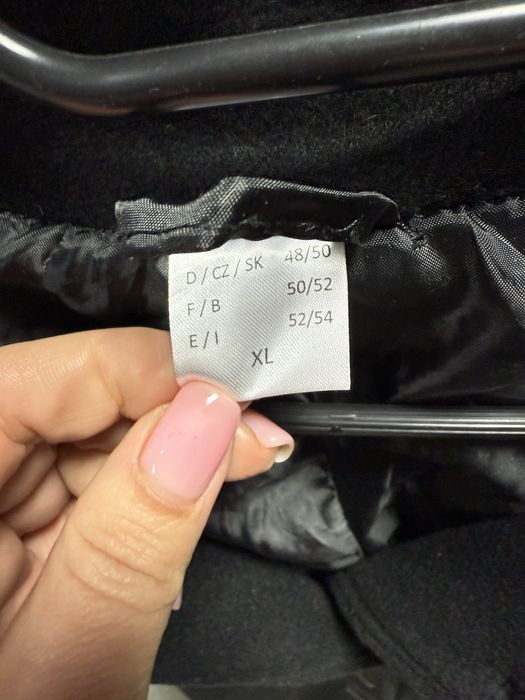 D / CZ / SK 48/50
F / B 50/52
E / I 52/54
XL